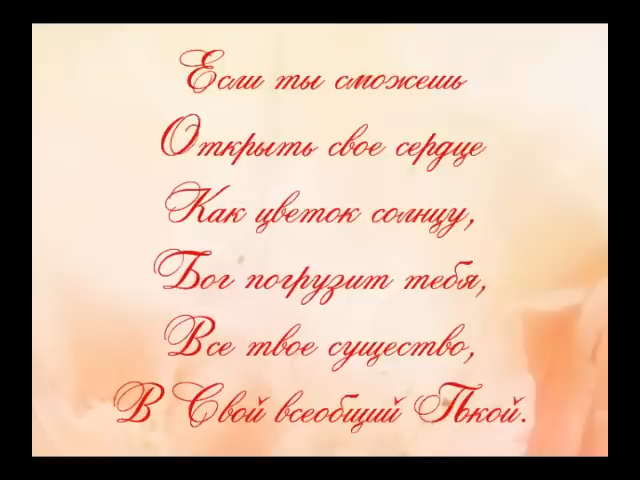 Если ты сможешь
Открыть свое сердце
Как цветок солнцу,
Бог погрузит тебя,
Все твое существо,
В Свой всеобщий Покой.